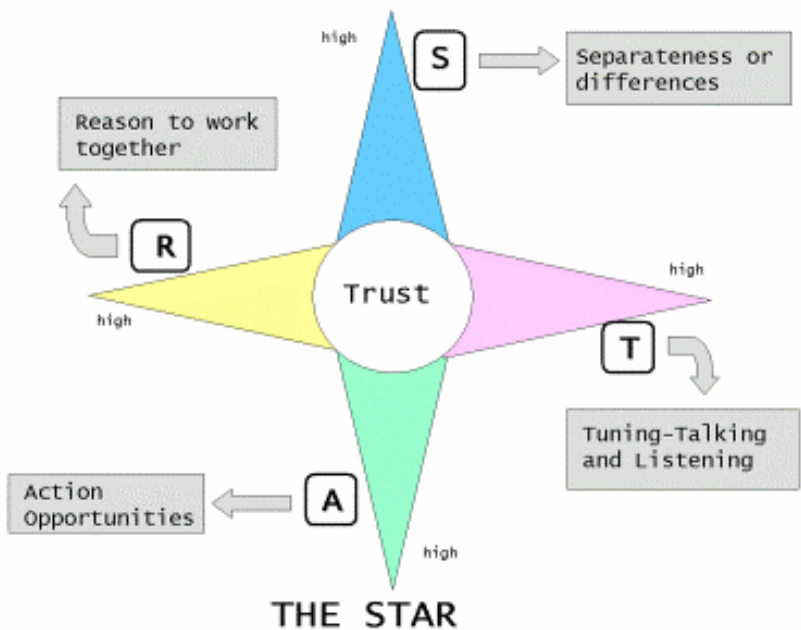 high
S
Separateness or
differences
Reason to work
together
R
high
Trust
high
T
Tuning-Talking
and Listening
Action
Opportunities
A
high
THE STAR